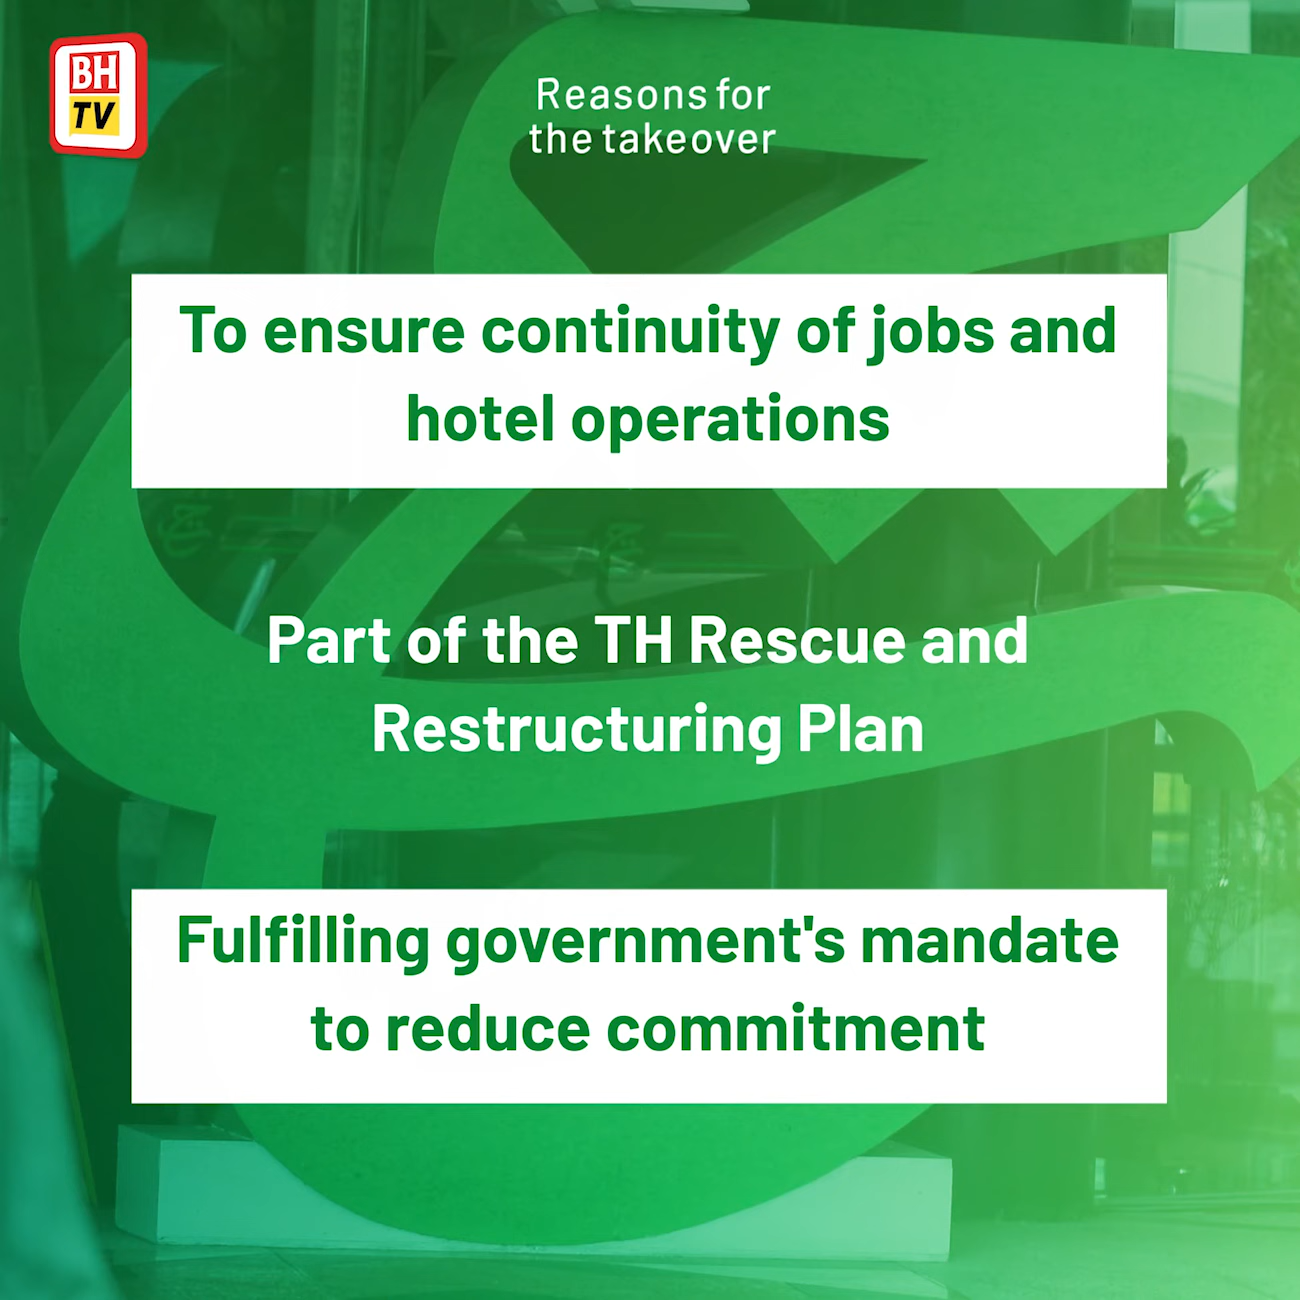 BH
TV
Reasons for
the takeover
To ensure continuity of jobs and
hotel operations
Part of the TH Rescue and
Restructuring Plan
Fulfilling government's mandate
to reduce commitment